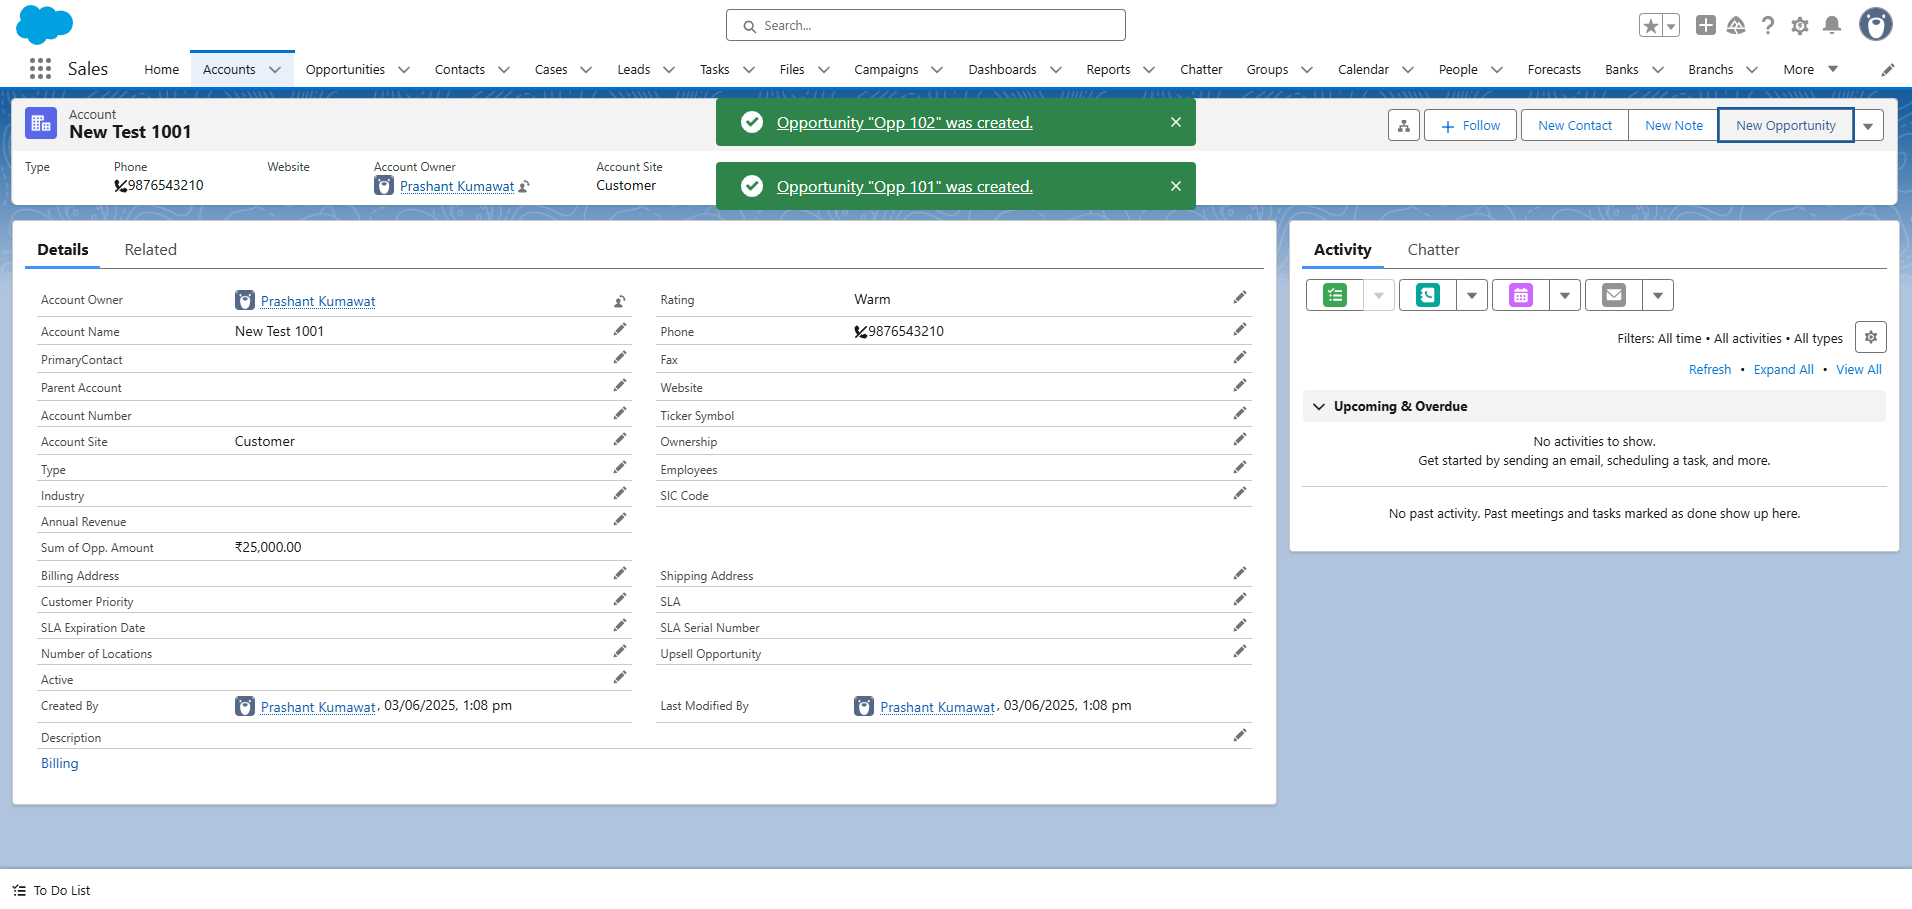 Search...
Sales
Home
Accounts
Opportunities
Contacts
Cases
Leads
Tasks
Files
Campaigns
Dashboards
Reports
Chatter
Groups
Calendar
People
Forecasts
Banks
Branchs
More
Account
New Test 1001
Opportunity "Opp 102" was created.
Opportunity "Opp 101" was created.
Follow
New Contact
New Note
New Opportunity
Type
Phone
9876543210
Website
Account Owner
Prashant Kumawat
Account Site
Customer
Details
Related
Account Owner
Prashant Kumawat
Rating
Warm
Account Name
New Test 1001
Phone
9876543210
PrimaryContact
Fax
Parent Account
Website
Account Number
Ticker Symbol
Account Site
Customer
Ownership
Type
Employees
Industry
SIC Code
Annual Revenue
Sum of Opp. Amount
₹25,000.00
Billing Address
Shipping Address
Customer Priority
SLA
SLA Expiration Date
SLA Serial Number
Number of Locations
Upsell Opportunity
Active
Created By
Prashant Kumawat, 03/06/2025, 1:08 pm
Last Modified By
Prashant Kumawat, 03/06/2025, 1:08 pm
Description
Billing
Activity
Chatter
Filters: All time • All activities • All types
Refresh • Expand All • View All
Upcoming & Overdue
No activities to show.
Get started by sending an email, scheduling a task, and more.
No past activity. Past meetings and tasks marked as done show up here.
To Do List